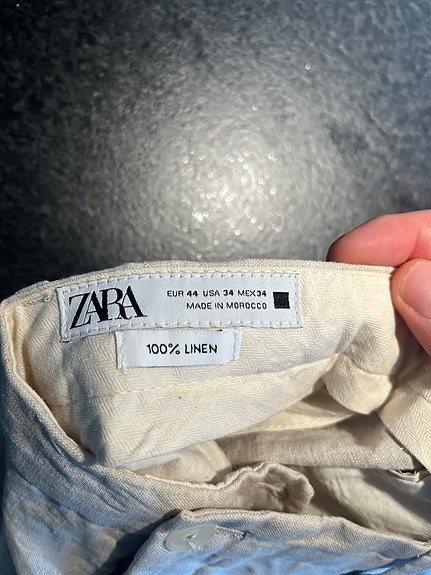 ZARA
EUR 44 USA 34 MEX34
MADE IN MOROCCO
100% LINEN